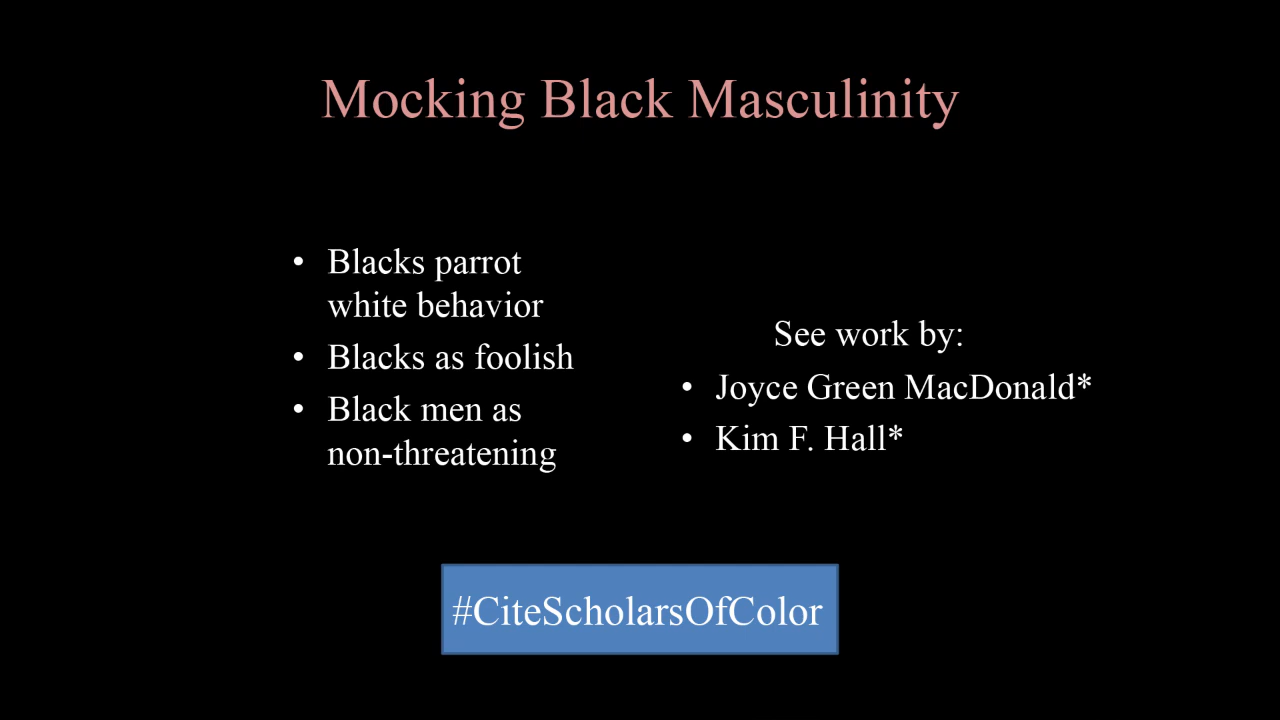 Mocking Black Masculinity
• Blacks parrot
white behavior
• Blacks as foolish
• Black men as
non-threatening
See work by:
• Joyce Green MacDonald*
• Kim F. Hall*
#CiteScholarsOfColor